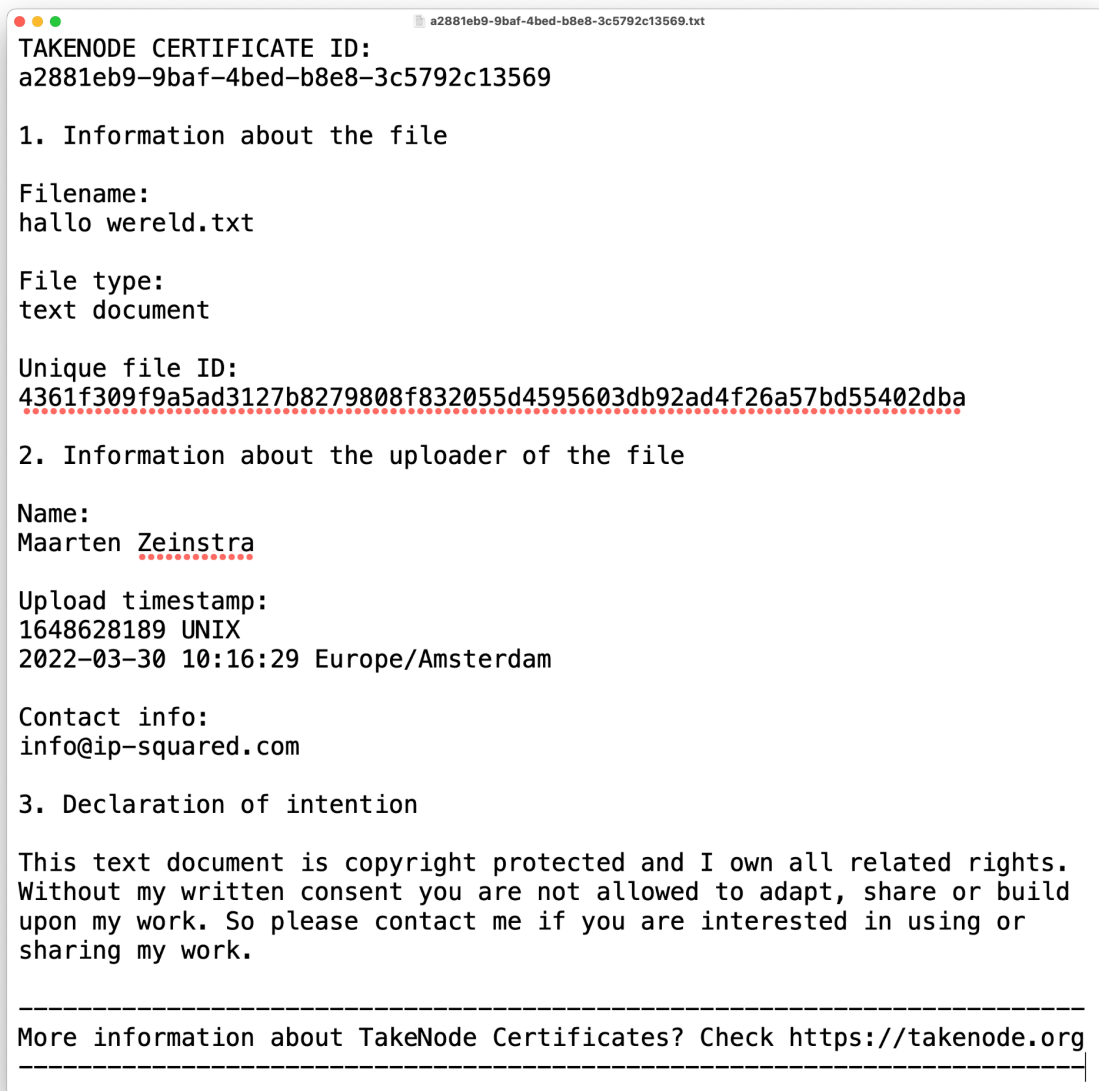 a2881eb9-9baf-4bed-b8e8-3c5792c13569.txt
TAKENODE CERTIFICATE ID:
a2881eb9-9baf-4bed-b8e8-3c5792c13569
1. Information about the file
Filename:
hallo wereld.txt
File type:
text document
Unique file ID:
4361f309f9a5ad3127b8279808f832055d4595603db92ad4f26a57bd55402dba
2. Information about the uploader of the file
Name:
Maarten Zeinstra
Upload timestamp:
1648628189 UNIX
2022-03-30 10:16:29 Europe/Amsterdam
Contact info:
info@ip-squared.com
3. Declaration of intention
This text document is copyright protected and I own all related rights.
Without my written consent you are not allowed to adapt, share or build
upon my work. So please contact me if you are interested in using or
sharing my work.
------------------------------------------------------------------------
More information about TakeNode Certificates? Check https://takenode.org
------------------------------------------------------------------------